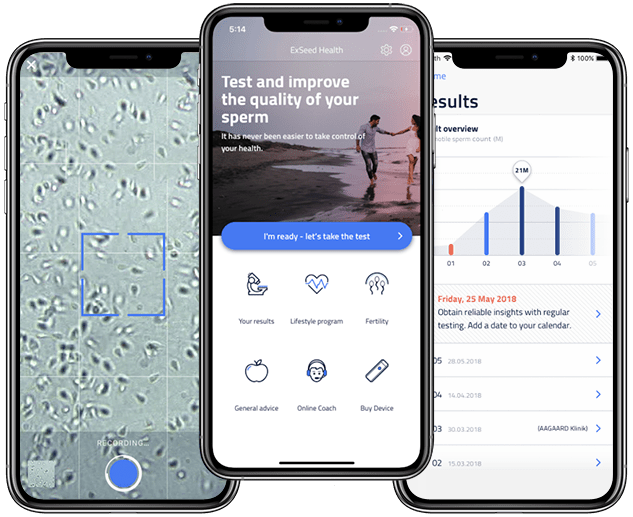 RECORDING...
5:14
ExSeed Health
Test and improve
the quality of your
sperm
It has never been easier to take control of
your health.
I'm ready - let's take the test
Your results
Lifestyle program
Fertility
General advice
Online Coach
Buy Device
th
100%
me
esults
lt overview
otile sperm count (M)
21M
01 02 03 04 05
Friday, 25 May 2018
Obtain reliable insights with regular
testing. Add a date to your calendar.
05 28.05.2018
04 14.04.2018
03 30.03.2018 (AAGAARD Klinik)
02 15.03.2018